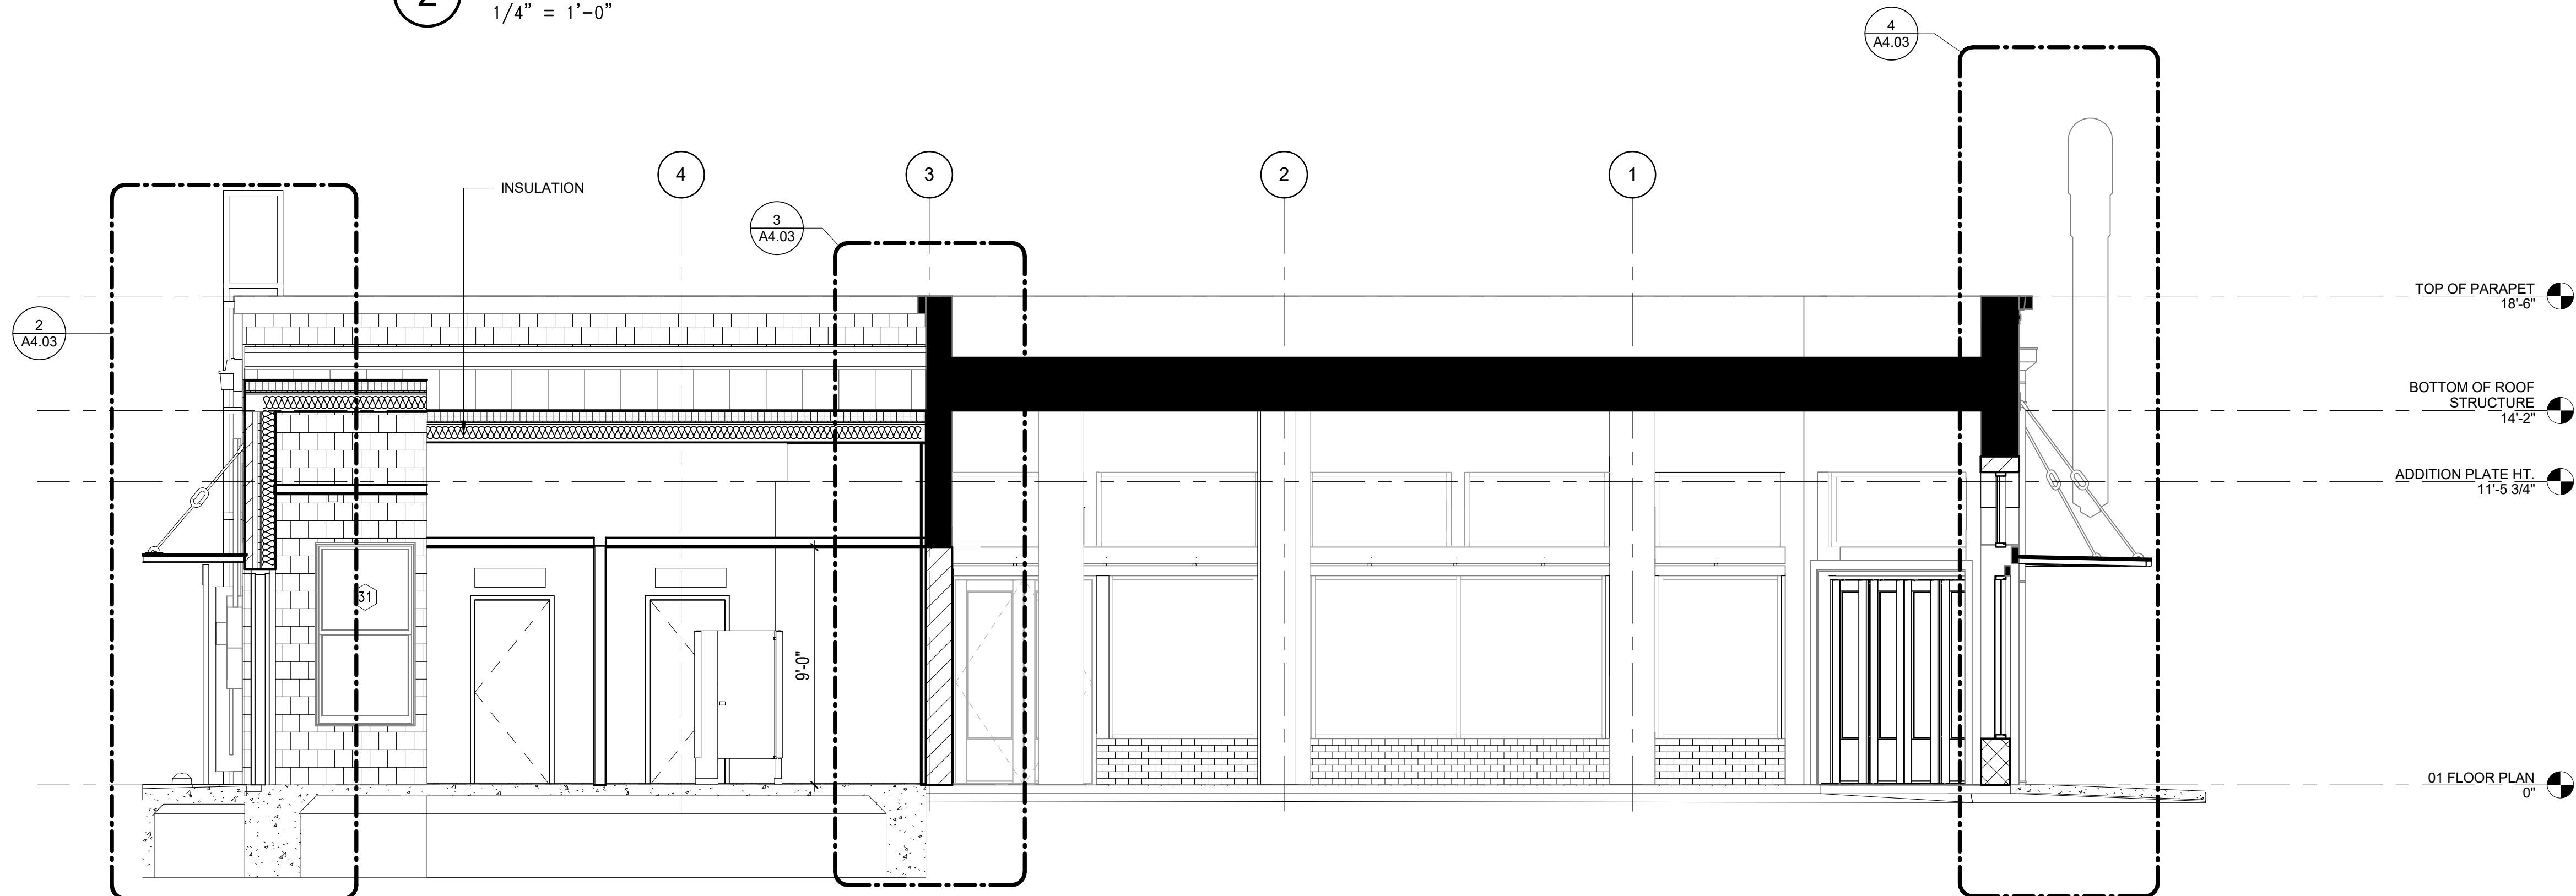 2
1/4" = 1'-0"
4
A4.03
INSULATION
4
3
2
1
3
A4.03
2
A4.03
TOP OF PARAPET
18'-6"
BOTTOM OF ROOF
STRUCTURE
14'-2"
ADDITION PLATE HT.
11'-5 3/4"
31
9'-0"
01 FLOOR PLAN
0"